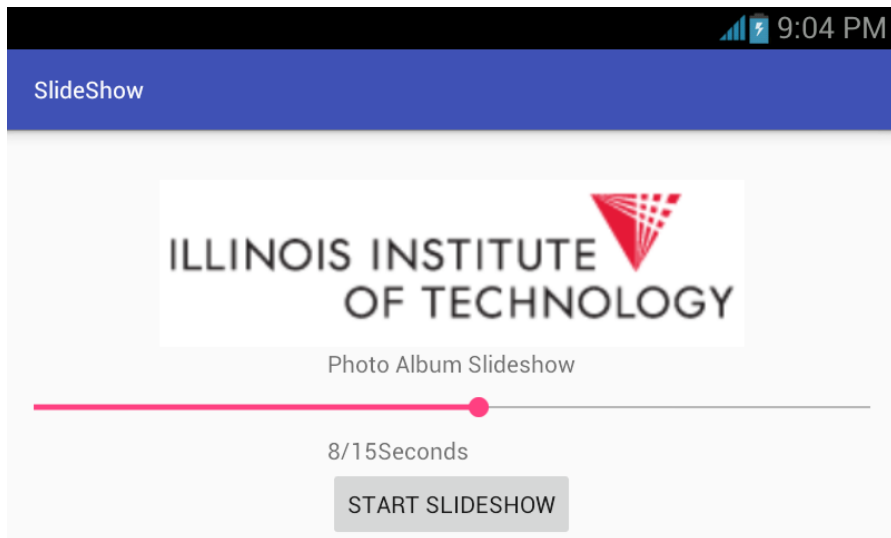 9:04 PM
SlideShow
ILLINOIS INSTITUTE
OF TECHNOLOGY
Photo Album Slideshow
8/15Seconds
START SLIDESHOW